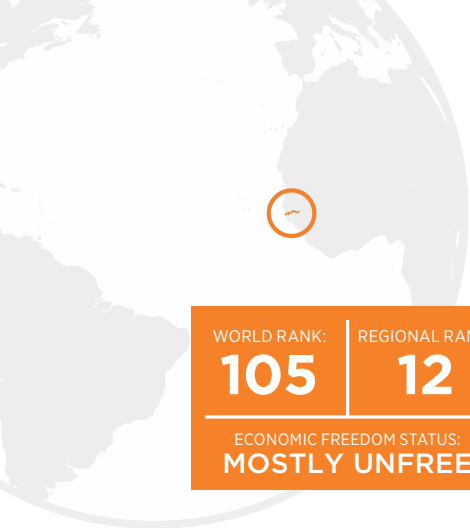 WORLD RANK:
REGIONAL RAN
105
12
ECONOMIC FREEDOM STATUS:
MOSTLY UNFREE